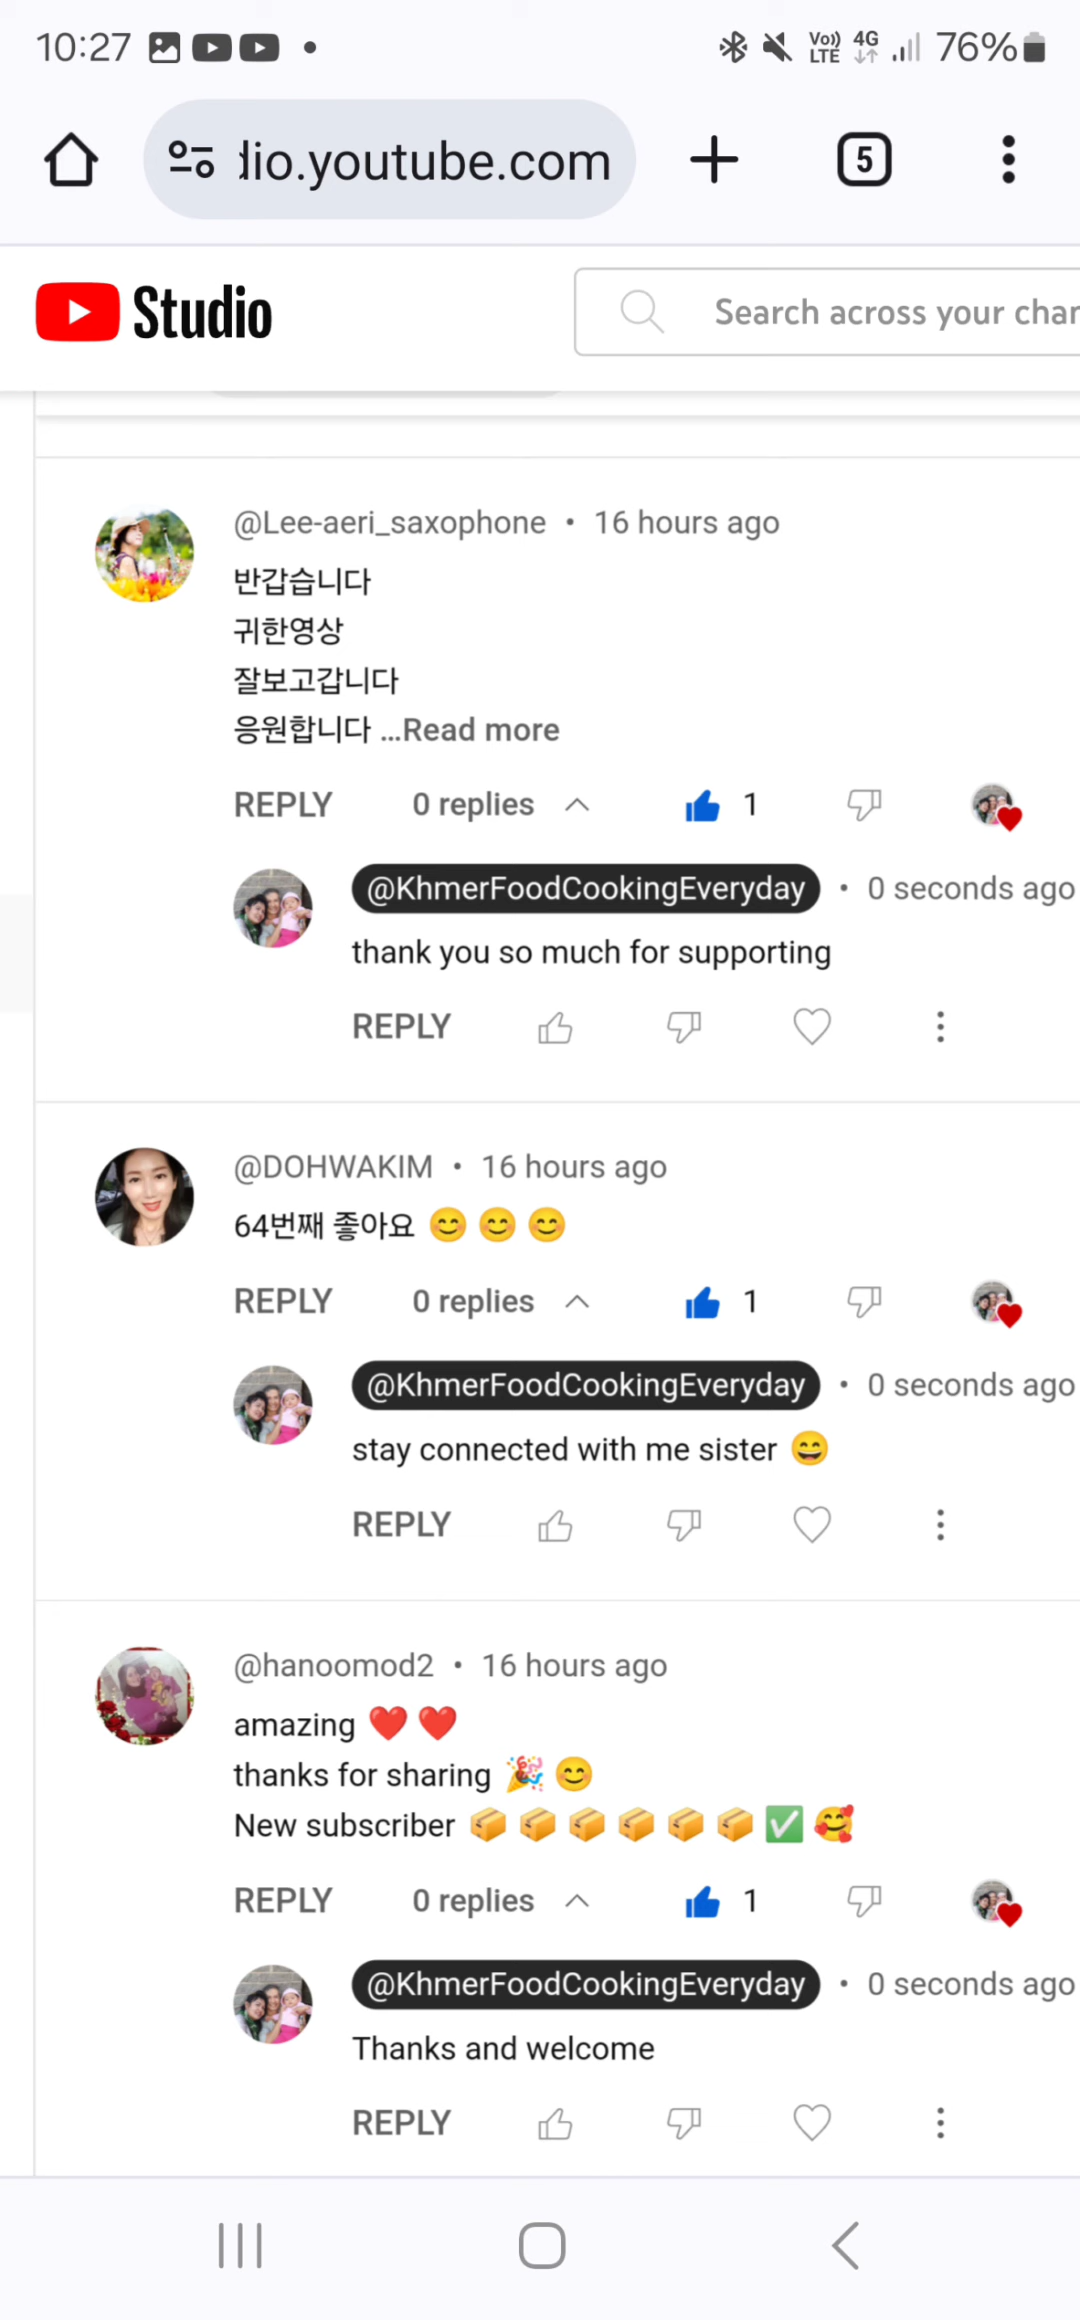 10:27
Vo))
LTE
4G
76%
dio.youtube.com
5
Studio
Search across your chan
@Lee-aeri_saxophone • 16 hours ago
반갑습니다
귀한영상
잘보고갑니다
응원합니다 ...Read more
REPLY 0 replies 1
@KhmerFoodCookingEveryday • 0 seconds ago
thank you so much for supporting
REPLY
@DOHWAKIM • 16 hours ago
64번째 좋아요 😊 😊 😊
REPLY 0 replies 1
@KhmerFoodCookingEveryday • 0 seconds ago
stay connected with me sister 😄
REPLY
@hanoomod2 • 16 hours ago
amazing ❤️ ❤️
thanks for sharing 🎉 😊
New subscriber 📦 📦 📦 📦 📦 📦 ✅ 🥰
REPLY 0 replies 1
@KhmerFoodCookingEveryday • 0 seconds ago
Thanks and welcome
REPLY